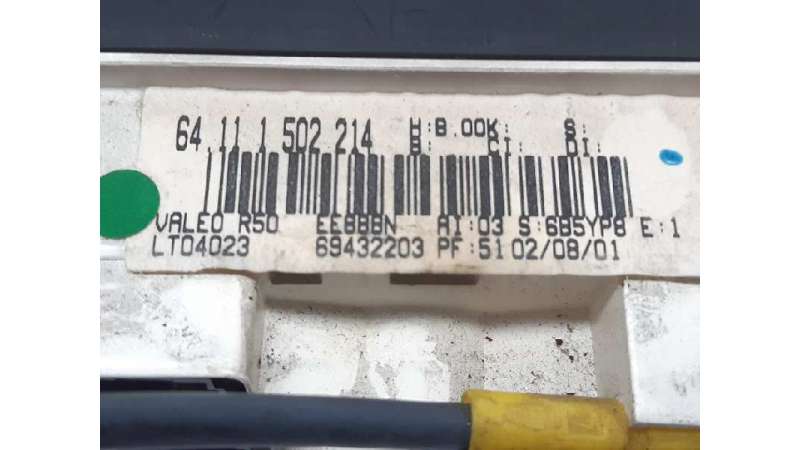 64 11 1 502 214 H:B.00K: S:
B: CI: DI:
VALEO R50 EE888N AI:03 S:6B5YP8 E:1
LT04023 69432203 PF:51 02/08/01